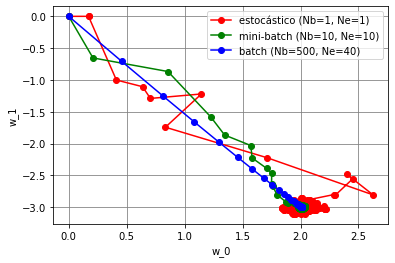 estocástico (Nb=1, Ne=1)
mini-batch (Nb=10, Ne=10)
batch (Nb=500, Ne=40)
0.0
−0.5
−1.0
−1.5
−2.0
−2.5
−3.0
w_1
0.0 0.5 1.0 1.5 2.0 2.5
w_0